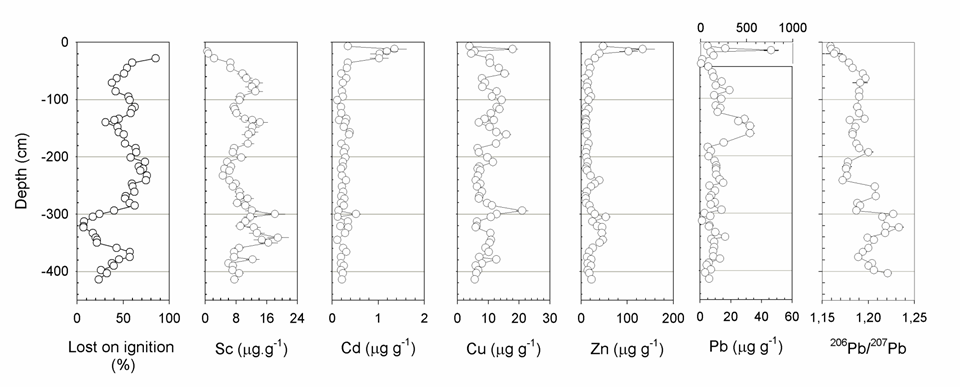 0 500 1000
0
-100
-200
-300
-400
Depth (cm)
0 50 100
0 8 16 24
0 1 2
0 10 20 30
0 100 200
0 20 40 60
1,15 1,20 1,25
Lost on ignition
(%)
Sc (µg.g-1)
Cd (µg g-1)
Cu (µg g-1)
Zn (µg g-1)
Pb (µg g-1)
206Pb/207Pb